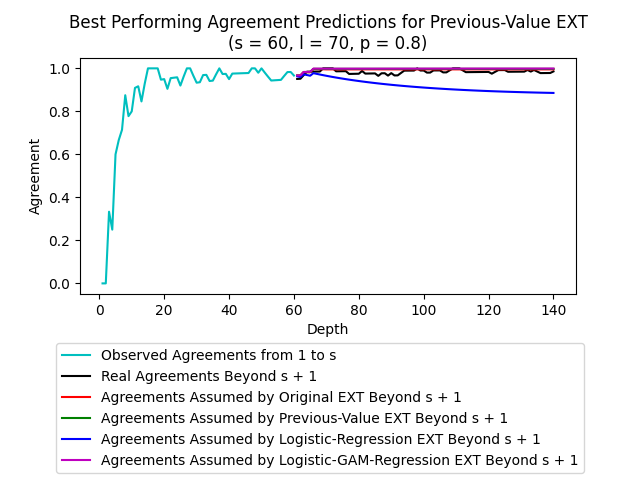 Best Performing Agreement Predictions for Previous-Value EXT
(s = 60, l = 70, p = 0.8)
1.0
0.8
0.6
0.4
0.2
0.0
Agreement
0 20 40 60 80 100 120 140
Depth
Observed Agreements from 1 to s
Real Agreements Beyond s + 1
Agreements Assumed by Original EXT Beyond s + 1
Agreements Assumed by Previous-Value EXT Beyond s + 1
Agreements Assumed by Logistic-Regression EXT Beyond s + 1
Agreements Assumed by Logistic-GAM-Regression EXT Beyond s + 1